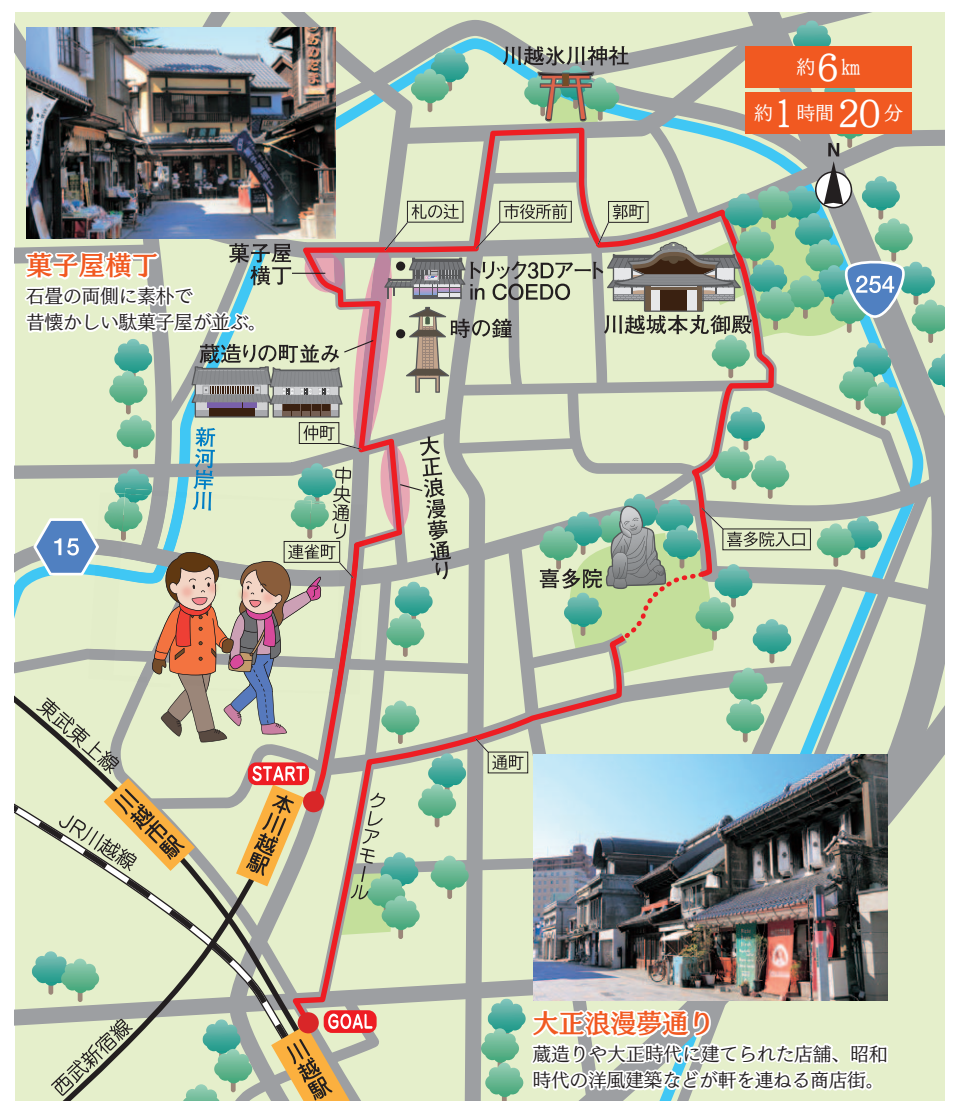 川越氷川神社
約6km
約1時間20分
N
札の辻
市役所前
郭町
菓子屋
横丁
菓子屋横丁
石畳の両側に素朴で
昔懐かしい駄菓子屋が並ぶ。
トリック3Dアート
in COEDO
川越城本丸御殿
254
時の鐘
蔵造りの町並み
仲町
新河岸川
中央通り
大正浪漫夢通り
連雀町
15
喜多院入口
喜多院
東武東上線
川越市駅
JR川越線
START
本川越駅
通町
クレアモール
西武新宿線
GOAL
川越駅
大正浪漫夢通り
蔵造りや大正時代に建てられた店舗、昭和
時代の洋風建築などが軒を連ねる商店街。